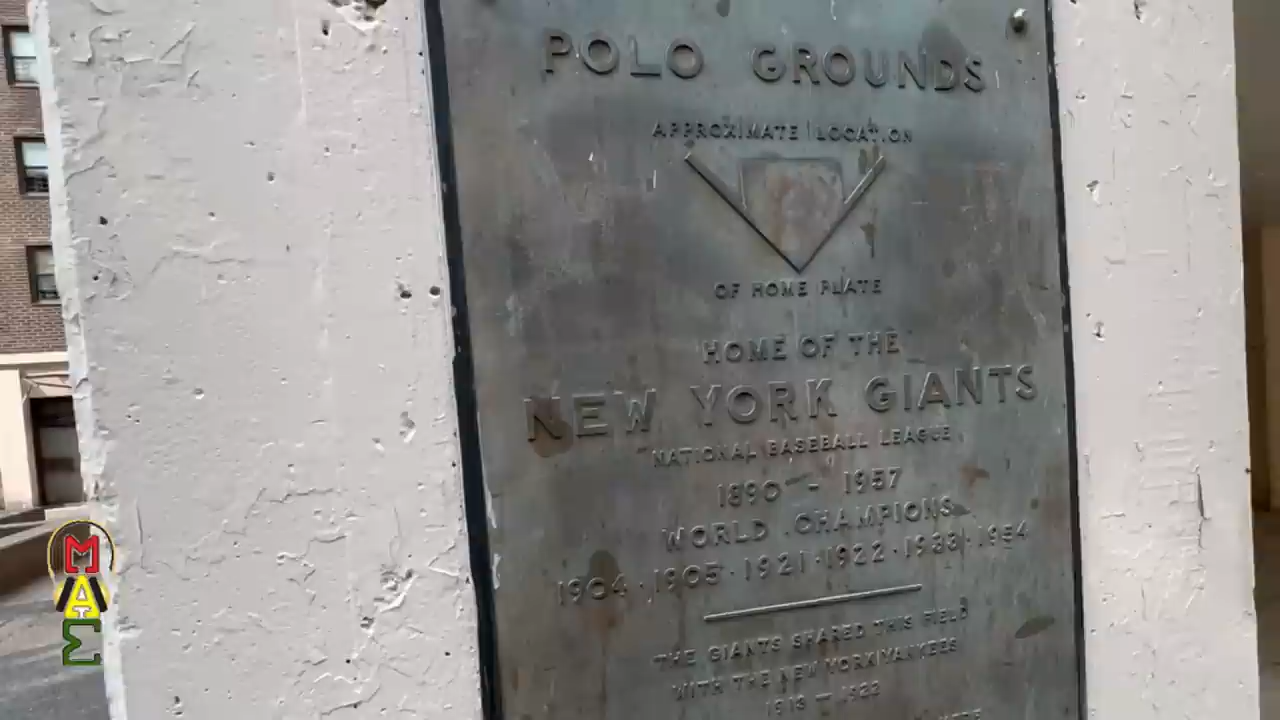 POLO GROUNDS
APPROXIMATE LOCATION
OF HOME PLATE
HOME OF THE
NEW YORK GIANTS
NATIONAL BASEBALL LEAGUE
1890 - 1957
WORLD CHAMPIONS
1904 · 1905 · 1921 · 1922 · 1933 · 1954
THE GIANTS SHARED THIS FIELD
WITH THE NEW YORK YANKEES
1913 - 1922